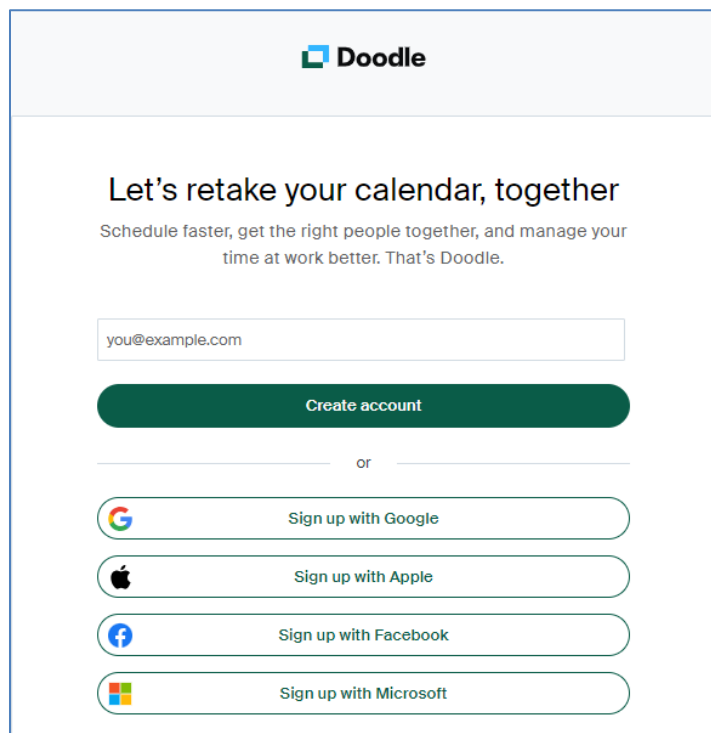 Doodle
Let’s retake your calendar, together
Schedule faster, get the right people together, and manage your
time at work better. That’s Doodle.
you@example.com
Create account
or
Sign up with Google
Sign up with Apple
Sign up with Facebook
Sign up with Microsoft